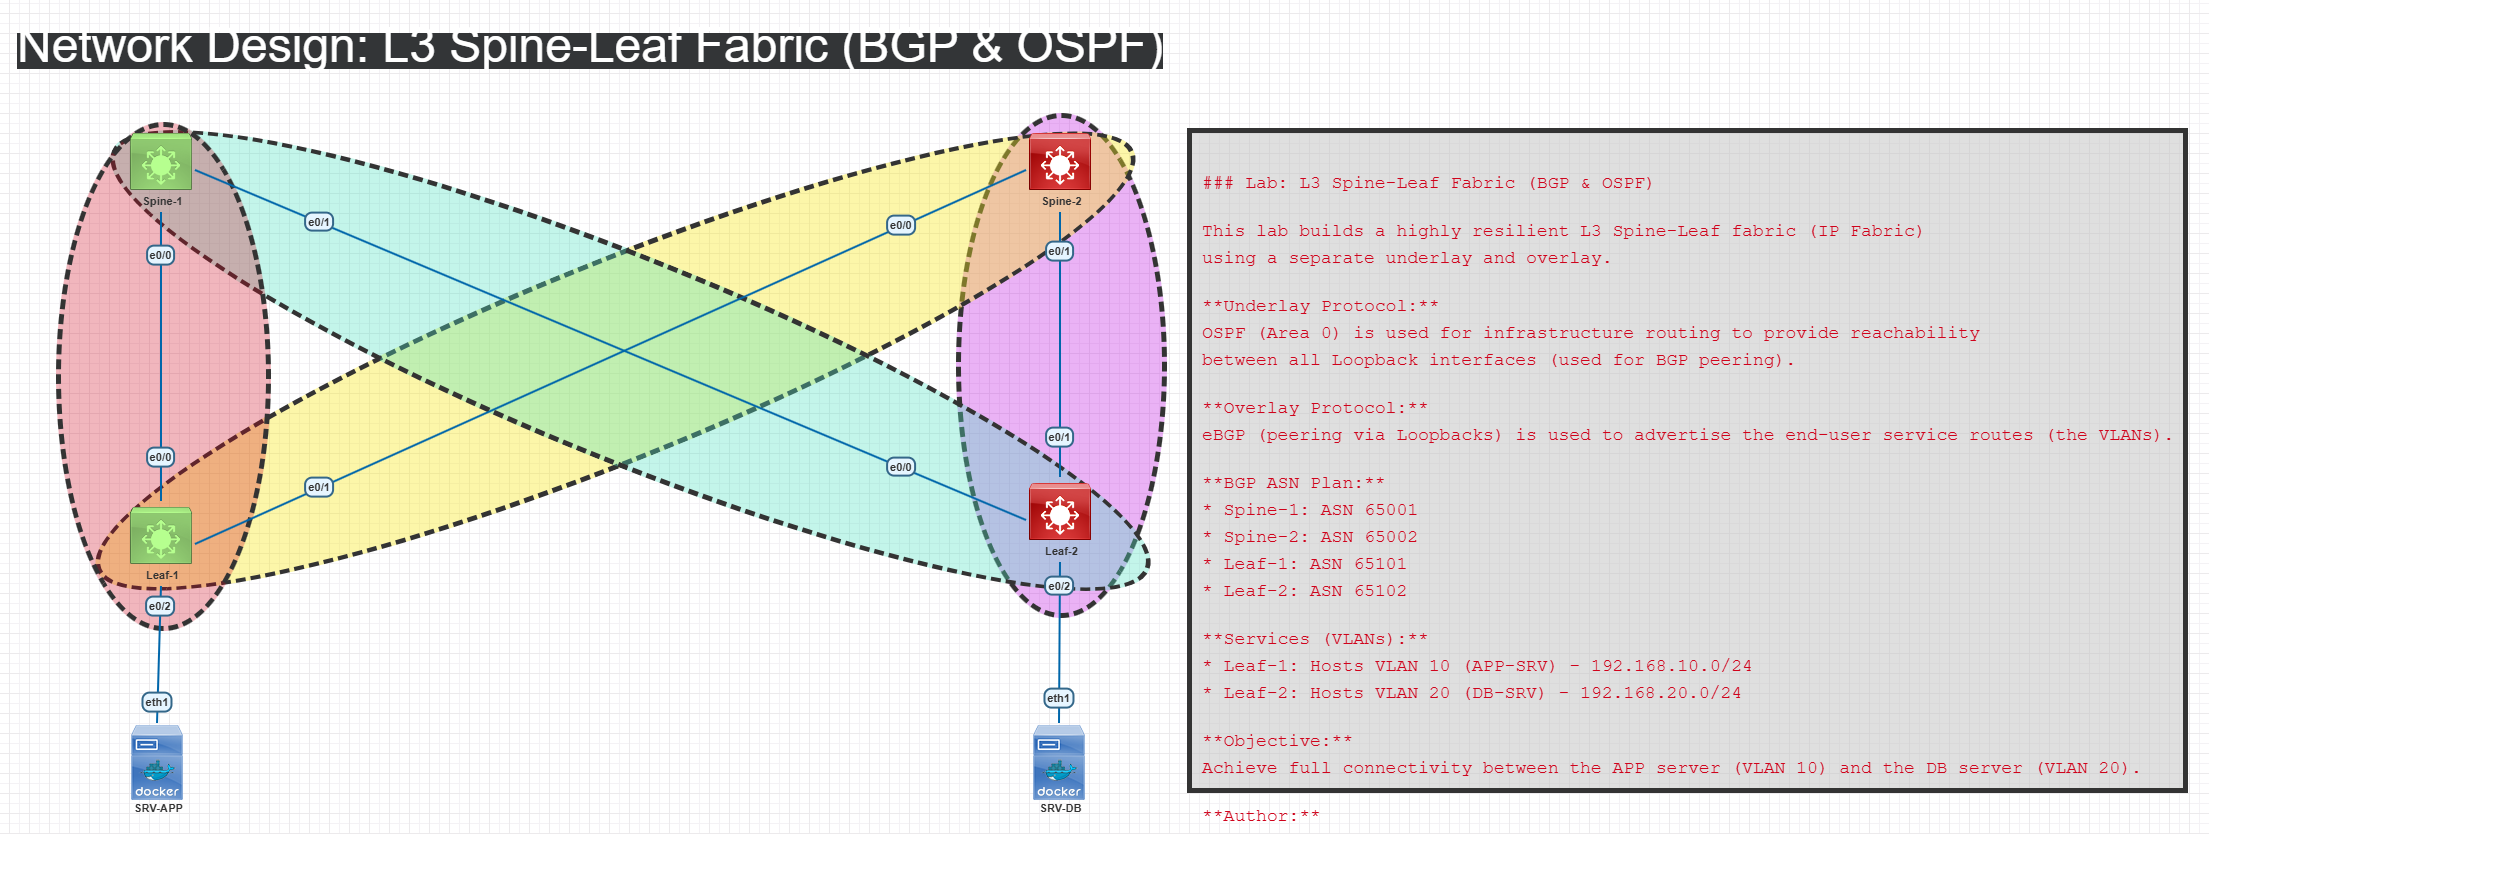 Network Design: L3 Spine-Leaf Fabric (BGP & OSPF)
Spine-1
Spine-2
e0/1
e0/0
e0/0
e0/1
e0/0
e0/1
e0/0
e0/1
Leaf-1
Leaf-2
e0/2
e0/2
eth1
eth1
docker
docker
SRV-APP
SRV-DB
### Lab: L3 Spine-Leaf Fabric (BGP & OSPF)
This lab builds a highly resilient L3 Spine-Leaf fabric (IP Fabric)
using a separate underlay and overlay.
**Underlay Protocol:**
OSPF (Area 0) is used for infrastructure routing to provide reachability
between all Loopback interfaces (used for BGP peering).
**Overlay Protocol:**
eBGP (peering via Loopbacks) is used to advertise the end-user service routes (the VLANs).
**BGP ASN Plan:**
* Spine-1: ASN 65001
* Spine-2: ASN 65002
* Leaf-1: ASN 65101
* Leaf-2: ASN 65102
**Services (VLANs):**
* Leaf-1: Hosts VLAN 10 (APP-SRV) - 192.168.10.0/24
* Leaf-2: Hosts VLAN 20 (DB-SRV) - 192.168.20.0/24
**Objective:**
Achieve full connectivity between the APP server (VLAN 10) and the DB server (VLAN 20).
**Author:**